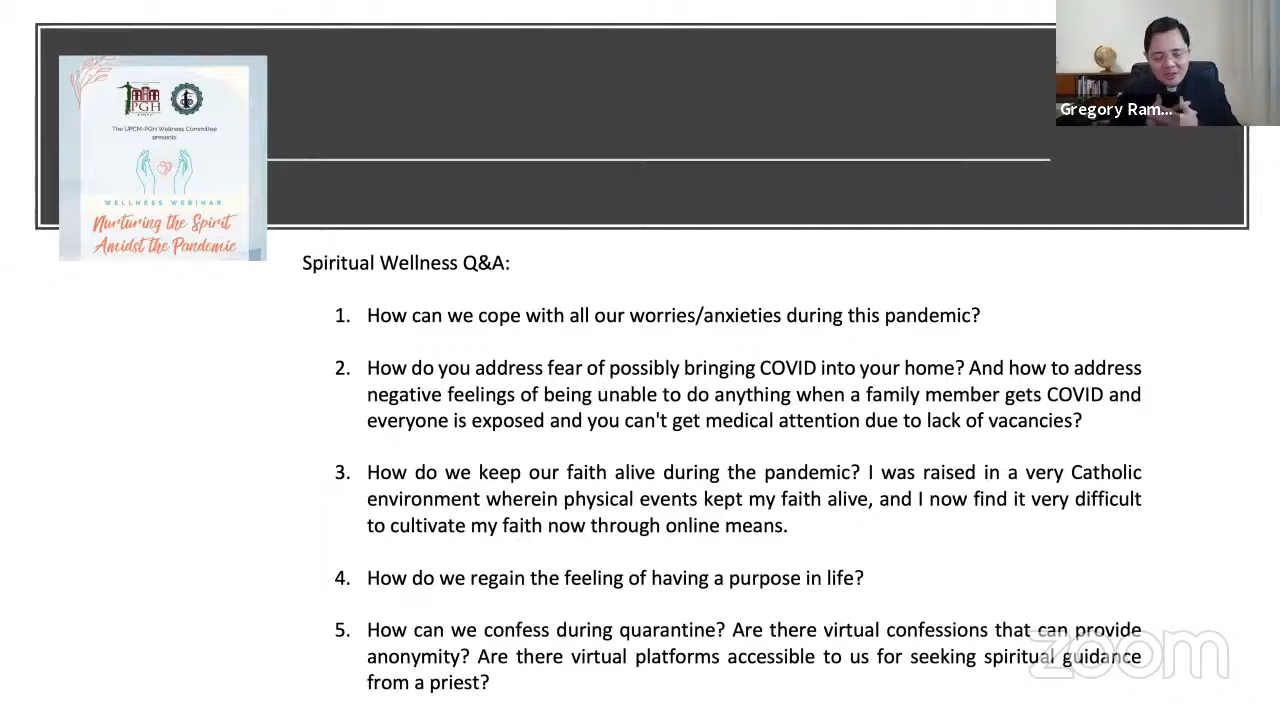 Gregory Ram...
PGH
The UPCM-PGH Wellness Committee
presents
WELLNESS WEBINAR
Nurturing the Spirit
Amidst the Pandemic
Spiritual Wellness Q&A:
1. How can we cope with all our worries/anxieties during this pandemic?
2. How do you address fear of possibly bringing COVID into your home? And how to address
negative feelings of being unable to do anything when a family member gets COVID and
everyone is exposed and you can't get medical attention due to lack of vacancies?
3. How do we keep our faith alive during the pandemic? I was raised in a very Catholic
environment wherein physical events kept my faith alive, and I now find it very difficult
to cultivate my faith now through online means.
4. How do we regain the feeling of having a purpose in life?
5. How can we confess during quarantine? Are there virtual confessions that can provide
anonymity? Are there virtual platforms accessible to us for seeking spiritual guidance
from a priest?
zoom